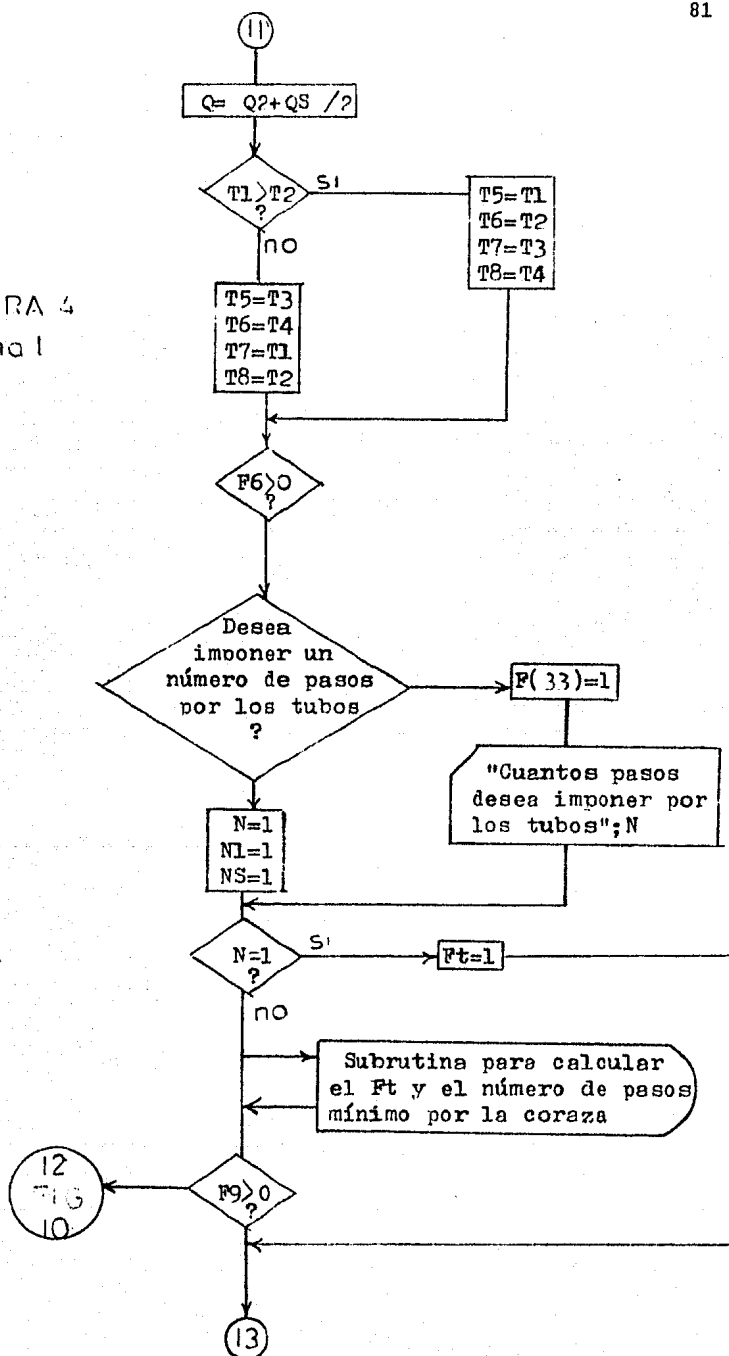 81
11
Q= Q2+QS /2
T1>T2
?
si
no
T5=T1
T6=T2
T7=T3
T8=T4
RA 4
T5=T3
T6=T4
T7=T1
T8=T2
F6>0
?
Desea
imponer un
número de pasos
por los tubos
?
F(33)=1
"Cuantos pasos
desea imponer por
los tubos";N
N=1
N1=1
NS=1
N=1
?
Si
Ft=1
no
Subrutina para calcular
el Ft y el número de pasos
mínimo por la coraza
F9>0
?
12
FIG
10
13